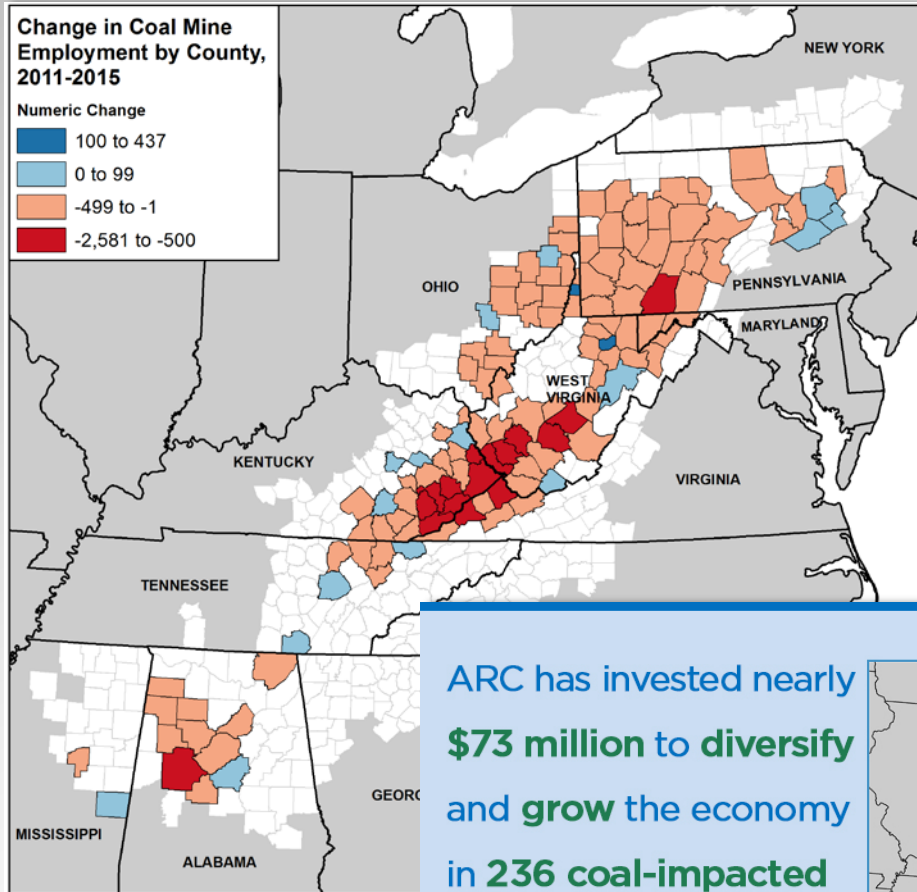 Change in Coal Mine
Employment by County,
2011-2015
Numeric Change
100 to 437
0 to 99
-499 to -1
-2,581 to -500
NEW YORK
PENNSYLVANIA
OHIO
MARYLAND
WEST
VIRGINIA
KENTUCKY
VIRGINIA
TENNESSEE
GEORG
MISSISSIPPI
ALABAMA
ARC has invested nearly
$73 million to diversify
and grow the economy
in 236 coal-impacted